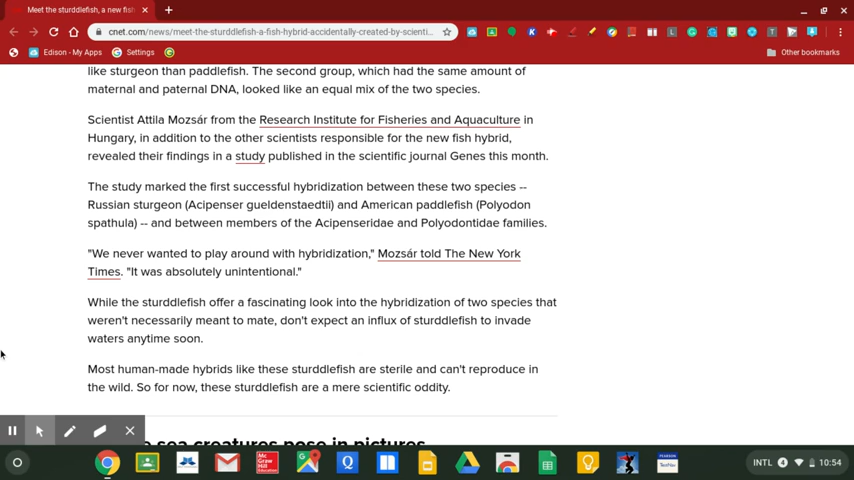 Meet the sturddlefish, a new fish
cnet.com/news/meet-the-sturddlefish-a-fish-hybrid-accidentally-created-by-scienti...
Edison - My Apps
Settings
Other bookmarks
like sturgeon than paddlefish. The second group, which had the same amount of
maternal and paternal DNA, looked like an equal mix of the two species.
Scientist Attila Mozsár from the Research Institute for Fisheries and Aquaculture in
Hungary, in addition to the other scientists responsible for the new fish hybrid,
revealed their findings in a study published in the scientific journal Genes this month.
The study marked the first successful hybridization between these two species --
Russian sturgeon (Acipenser gueldenstaedtii) and American paddlefish (Polyodon
spathula) -- and between members of the Acipenseridae and Polyodontidae families.
"We never wanted to play around with hybridization," Mozsár told The New York
Times. "It was absolutely unintentional."
While the sturddlefish offer a fascinating look into the hybridization of two species that
weren't necessarily meant to mate, don't expect an influx of sturddlefish to invade
waters anytime soon.
Most human-made hybrids like these sturddlefish are sterile and can't reproduce in
the wild. So for now, these sturddlefish are a mere scientific oddity.
sea creatures pose in pictures
INTL 4 10:54